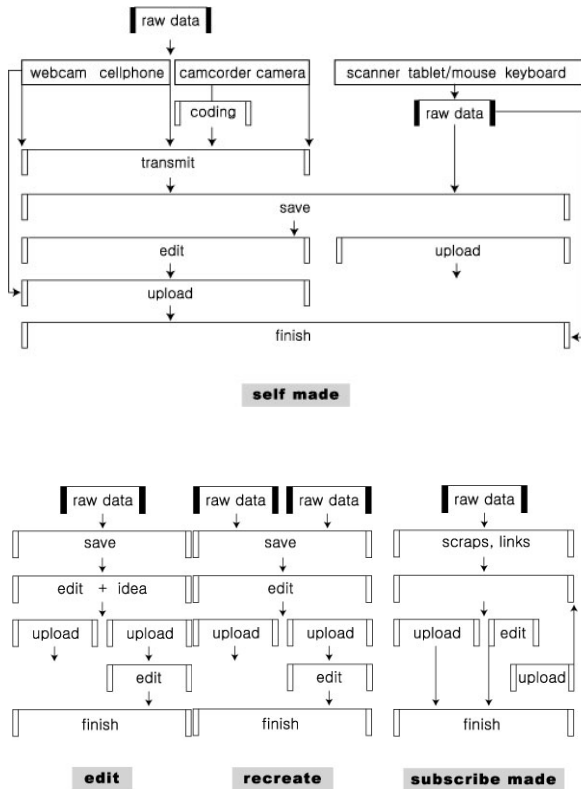 raw data
webcam cellphone camcorder camera scanner tablet/mouse keyboard
coding raw data
transmit
save
edit upload
upload
finish
self made
raw data raw data raw data raw data
save save scraps, links
edit + idea edit
upload upload upload upload upload edit
edit edit upload
finish finish finish
edit recreate subscribe made